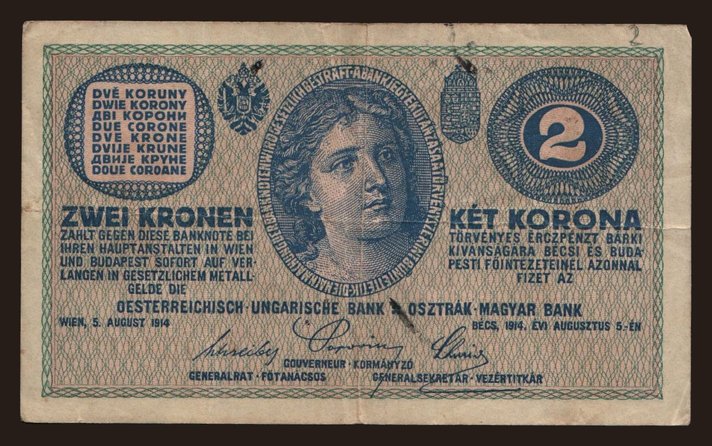 2
DVĚ KORUNY
DWIE KORONY
ДВІ КОРОНИ
DUE CORONE
DVE KRONE
DVIJE KRUNE
ДВИЈЕ КРУНЕ
DOUE COROANE
2
ZWEI KRONEN
ZAHLT GEGEN DIESE BANKNOTE BEI
IHREN HAUPTANSTALTEN IN WIEN
UND BUDAPEST SOFORT AUF VER-
LANGEN IN GESETZLICHEM METALL-
GELDE DIE
KÉT KORONA
TÖRVÉNYES ÉRCZPÉNZT BÁRKI
KIVÁNSÁGÁRA BÉCSI ÉS BUDA-
PESTI FŐINTÉZETEINÉL AZONNAL
FIZET AZ
OESTERREICHISCH-UNGARISCHE BANK OSZTRÁK-MAGYAR BANK
WIEN, 5. AUGUST 1914
BÉCS, 1914. ÉVI AUGUSZTUS 5-ÉN
GOUVERNEUR · KORMÁNYZÓ
GENERALRAT · FŐTANÁCSOS
GENERALSEKRETÄR · VEZÉRTITKÁR